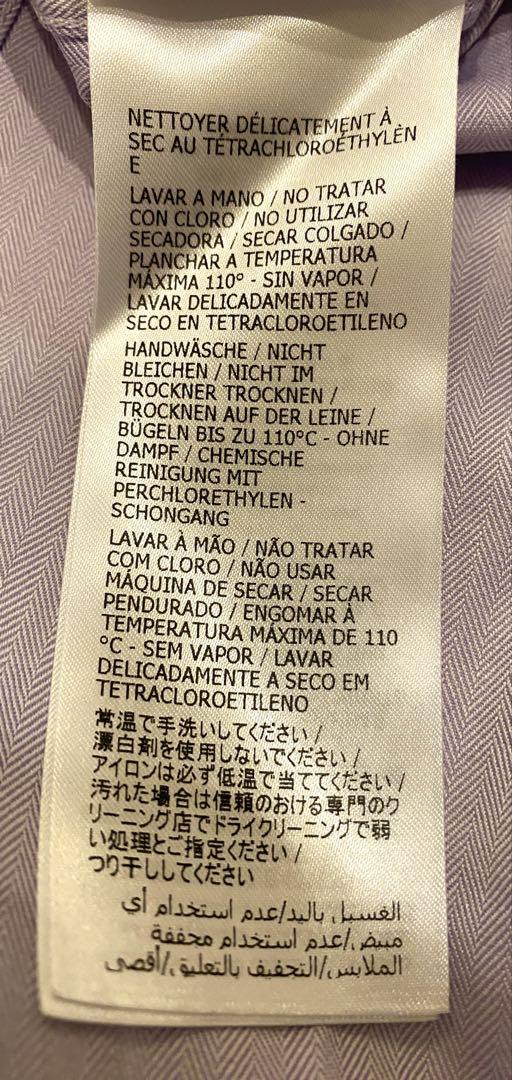 NETTOYER DÉLICATEMENT À
SEC AU TÉTRACHLOROÉTHYLÈN
E
LAVAR A MANO / NO TRATAR
CON CLORO / NO UTILIZAR
SECADORA / SECAR COLGADO /
PLANCHAR A TEMPERATURA
MÁXIMA 110° - SIN VAPOR /
LAVAR DELICADAMENTE EN
SECO EN TETRACLOROETILENO
HANDWÄSCHE / NICHT
BLEICHEN / NICHT IM
TROCKNER TROCKNEN /
TROCKNEN AUF DER LEINE /
BÜGELN BIS ZU 110°C - OHNE
DAMPF / CHEMISCHE
REINIGUNG MIT
PERCHLORETHYLEN -
SCHONGANG
LAVAR À MÃO / NÃO TRATAR
COM CLORO / NÃO USAR
MÁQUINA DE SECAR / SECAR
PENDURADO / ENGOMAR À
TEMPERATURA MÁXIMA DE 110
°C - SEM VAPOR / LAVAR
DELICADAMENTE A SECO EM
TETRACLOROETILENO
常温で手洗いしてください /
漂白剤を使用しないでください /
アイロンは必ず低温で当ててください /
汚れた場合は信頼のおける専門のク
リーニング店でドライクリーニングで弱
い処理とご指定ください /
つり干ししてください
الغسيل باليد/عدم استخدام أي
مبيض/عدم استخدام مجففة
الملابس/التجفيف بالتعليق/أقصى